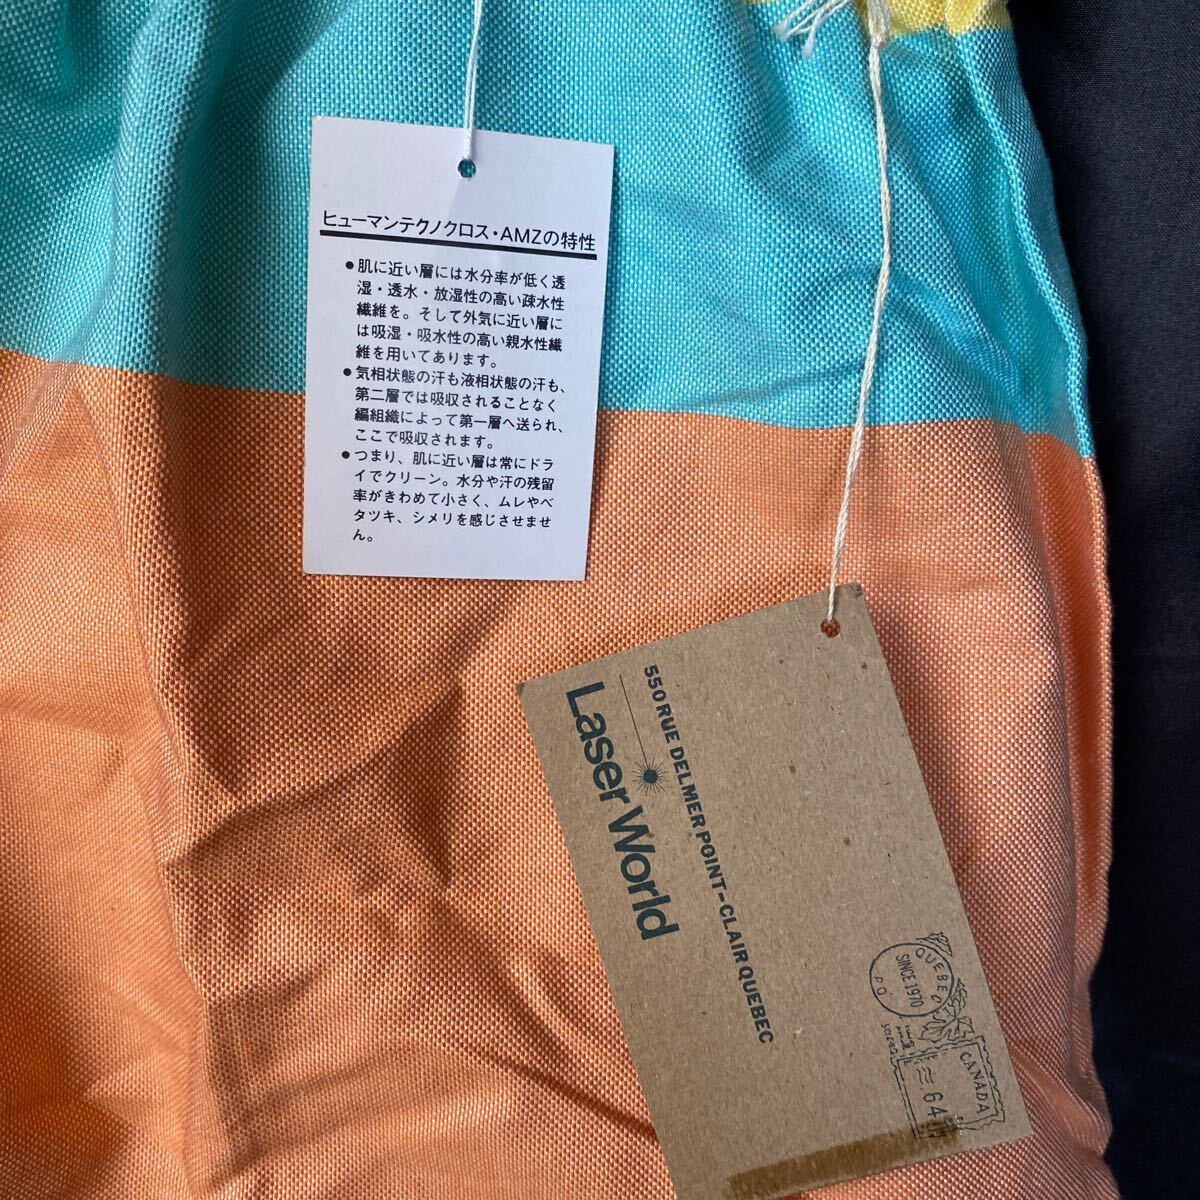 ヒューマンテクノクロス・AMZの特性
●肌に近い層には水分率が低く透
湿・透水・放湿性の高い疎水性
繊維を。そして外気に近い層に
は吸湿・吸水性の高い親水性繊
維を用いてあります。
●気相状態の汗も液相状態の汗も、
第二層では吸収されることなく
編組織によって第一層へ送られ、
ここで吸収されます。
●つまり、肌に近い層は常にドラ
イでクリーン。水分や汗の残留
率がきわめて小さく、ムレやベ
タツキ、シメリを感じさせませ
ん。
550 RUE DELMER POINT-CLAIR QUEBEC
Laser World
QUEBEC
SINCE 1970
P.Q
CANADA
64